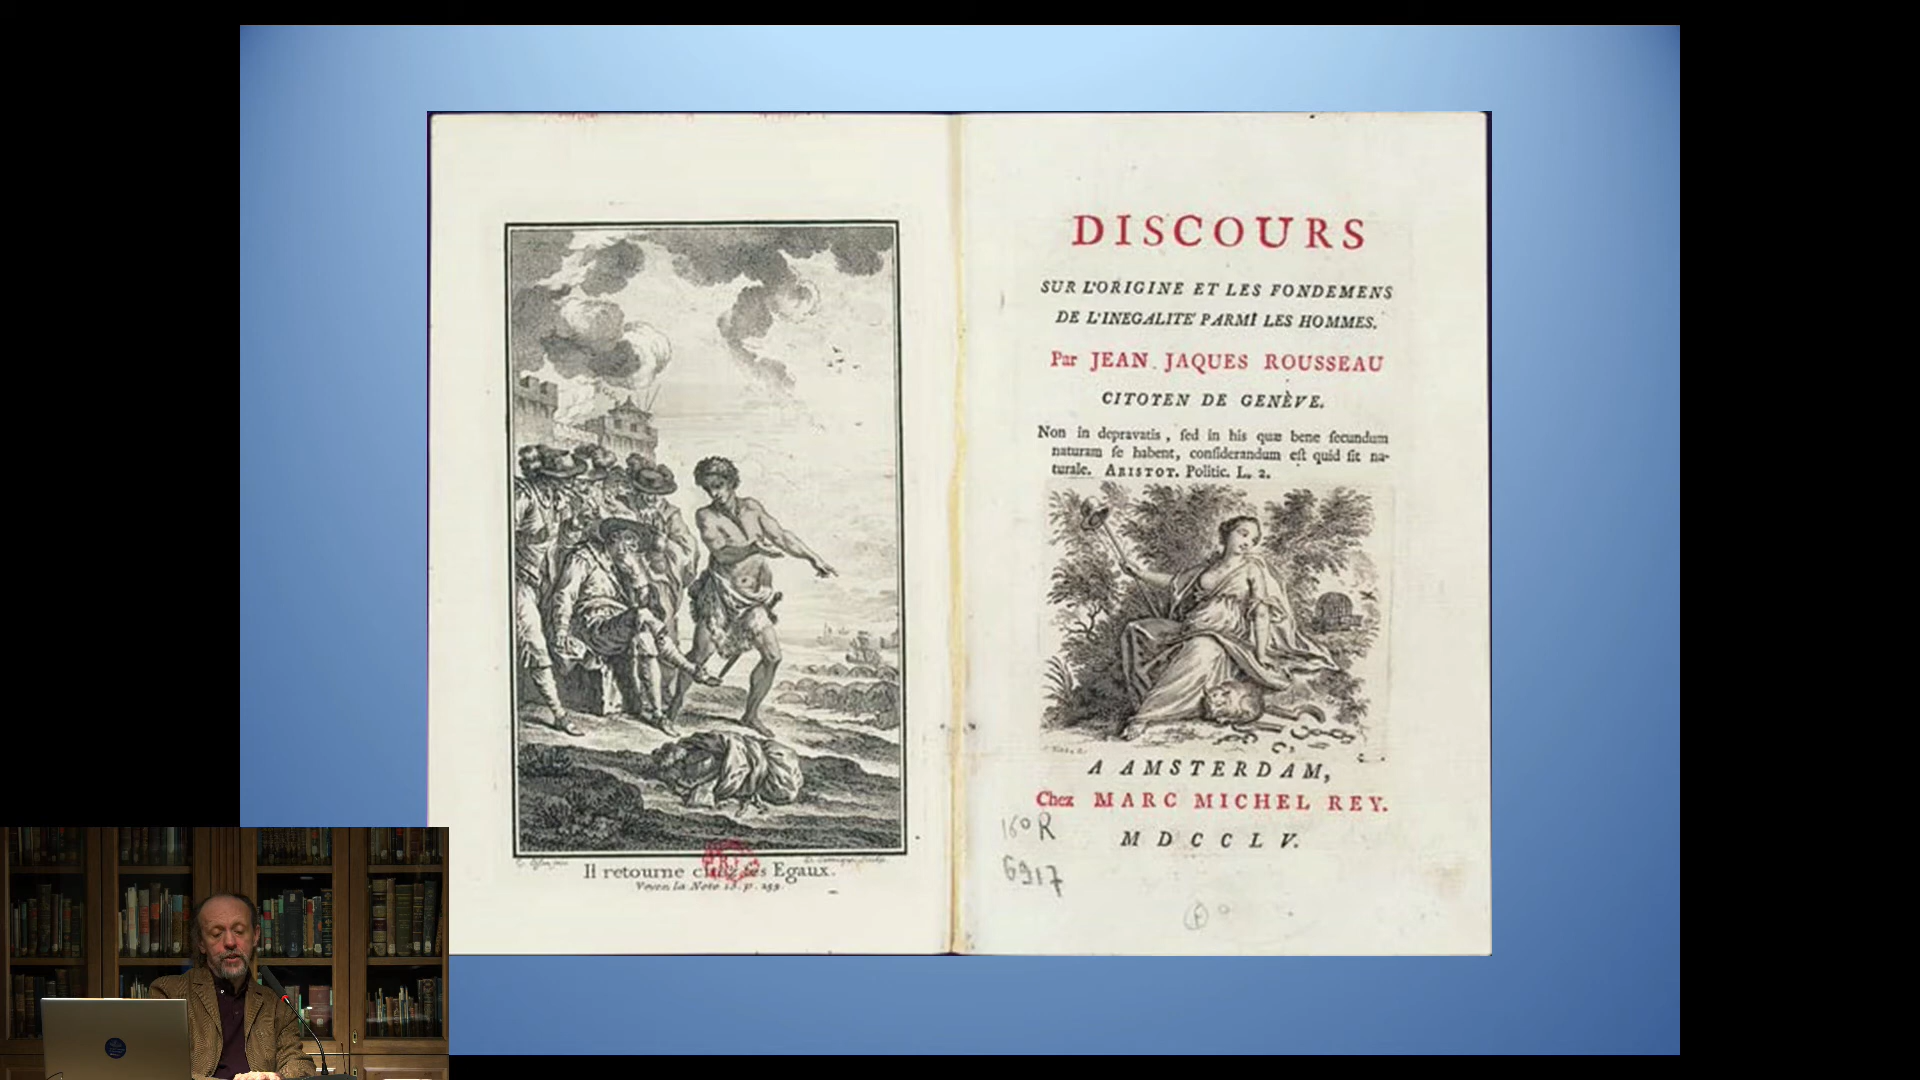 Il retourne chez ses Egaux.
Voyez la Note
DISCOURS
SUR L'ORIGINE ET LES FONDEMENS
DE L'INEGALITE PARMI LES HOMMES.
Par JEAN JAQUES ROUSSEAU
CITOYEN DE GENÈVE.
Non in depravatis, ſed in his quæ bene ſecundum
naturam ſe habent, conſiderandum eſt quid ſit na-
turale. ARISTOT. Politic. L. 2.
A AMSTERDAM,
Chez MARC MICHEL REY.
MDCCLV.
160 R
6917